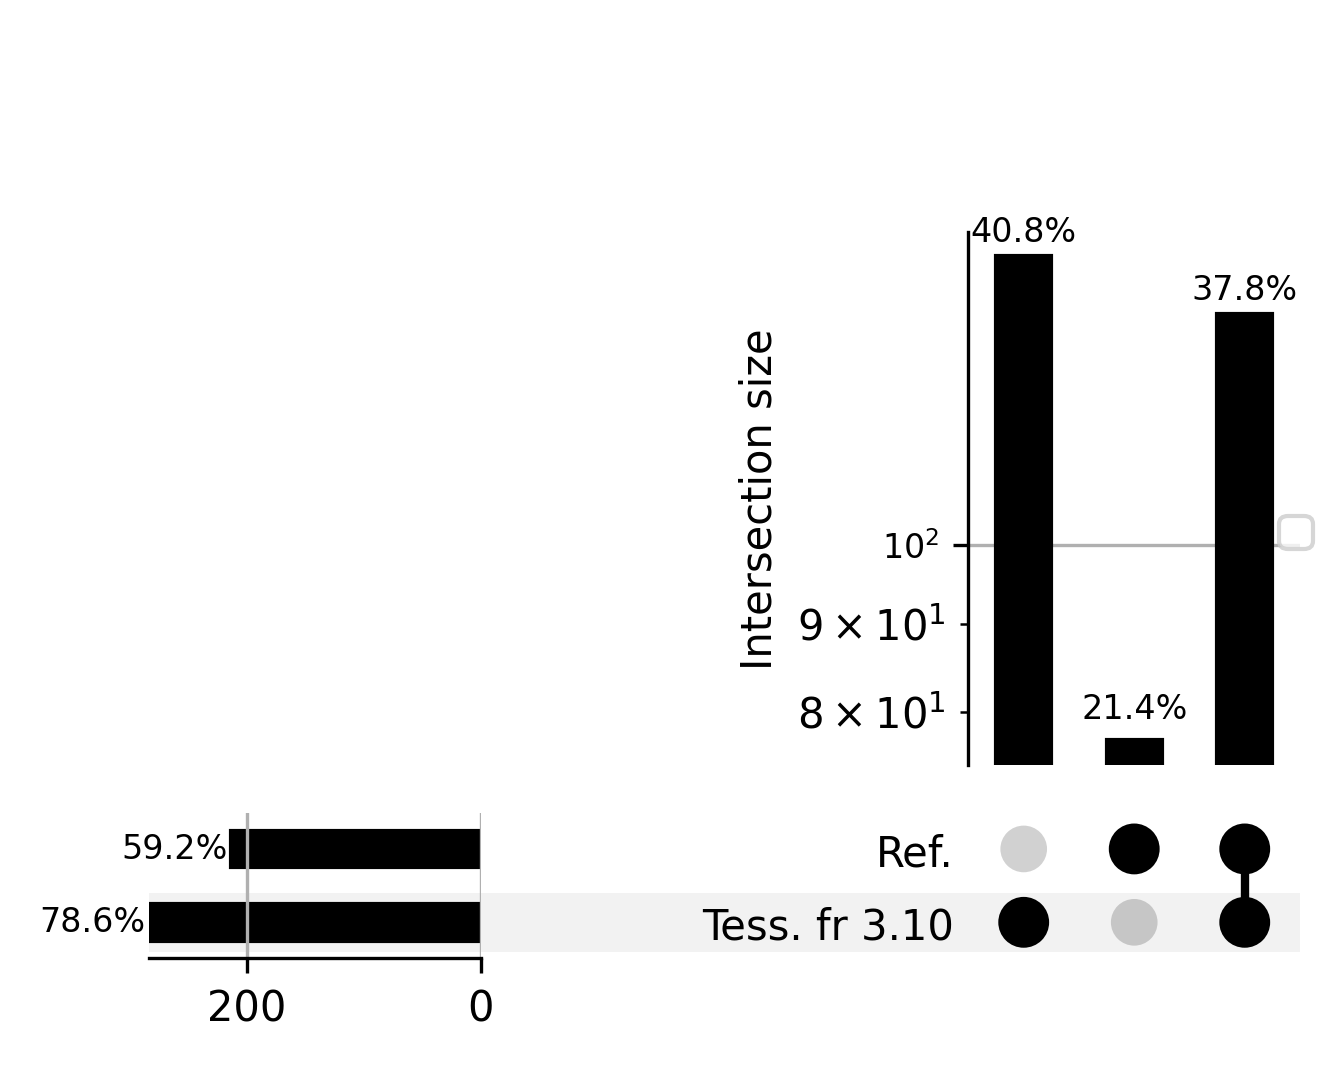 40.8%
37.8%
Intersection size
10²
9 × 10¹
21.4%
8 × 10¹
59.2%
Ref.
78.6%
Tess. fr 3.10
200
0